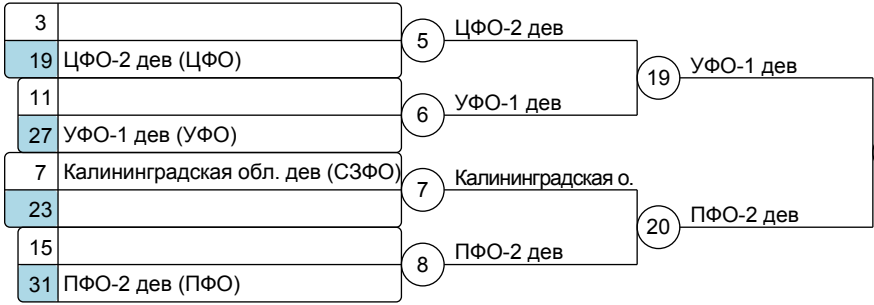 3
5
ЦФО-2 дев
19 ЦФО-2 дев (ЦФО)
19
УФО-1 дев
11
6
УФО-1 дев
27 УФО-1 дев (УФО)
7 Калининградская обл. дев (СЗФО)
7
Калининградская о.
23
20
ПФО-2 дев
15
8
ПФО-2 дев
31 ПФО-2 дев (ПФО)